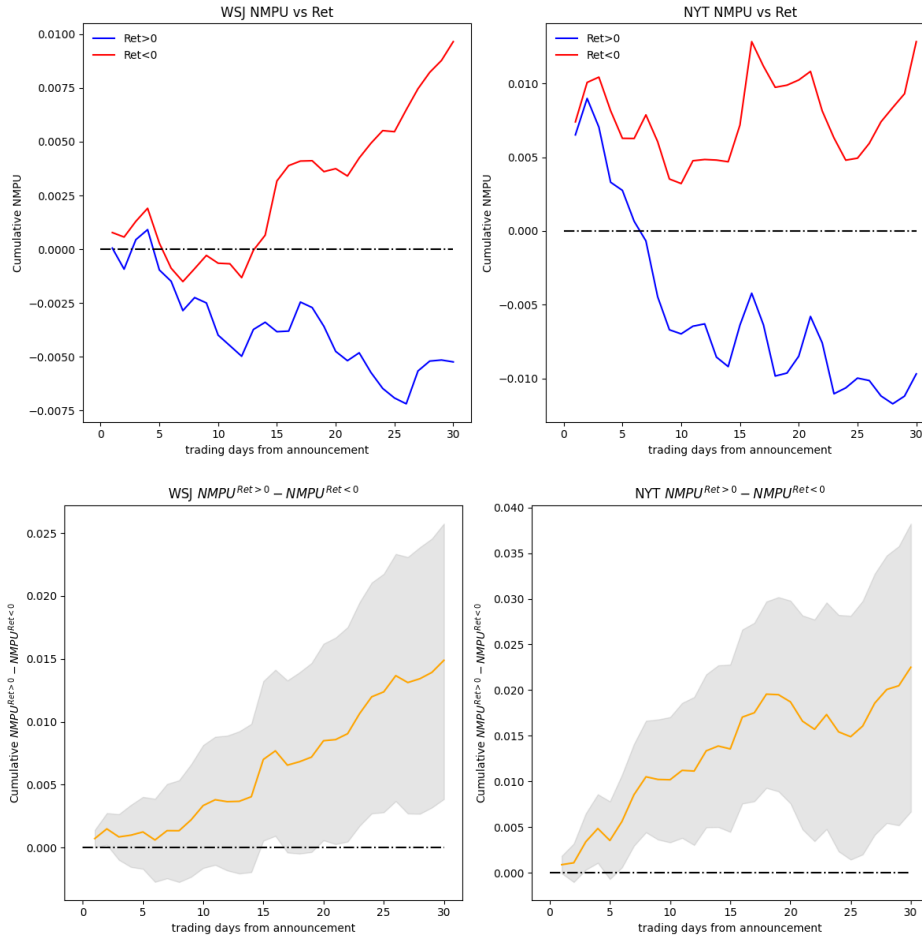 WSJ NMPU vs Ret
Ret>0
Ret<0
0.0100
0.0075
0.0050
0.0025
0.0000
−0.0025
−0.0050
−0.0075
Cumulative NMPU
0 5 10 15 20 25 30
trading days from announcement
NYT NMPU vs Ret
Ret>0
Ret<0
0.010
0.005
0.000
−0.005
−0.010
Cumulative NMPU
0 5 10 15 20 25 30
trading days from announcement
WSJ NMPU^{Ret>0} − NMPU^{Ret<0}
0.025
0.020
0.015
0.010
0.005
0.000
Cumulative NMPU^{Ret>0} − NMPU^{Ret<0}
0 5 10 15 20 25 30
trading days from announcement
NYT NMPU^{Ret>0} − NMPU^{Ret<0}
0.040
0.035
0.030
0.025
0.020
0.015
0.010
0.005
0.000
Cumulative NMPU^{Ret>0} − NMPU^{Ret<0}
0 5 10 15 20 25 30
trading days from announcement